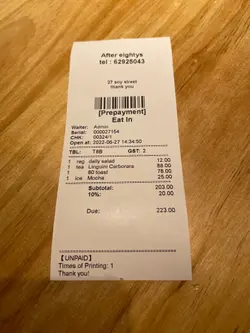 After eightys
tel : 62925043
27 any street
thank you
[Prepayment]
Eat In
Waiter: Admin
Serial: 000027154
CHK: 00324/1
Open at: 2022-06-27 14:34:50
TBL: T8B GST: 2
1 reg daily salad 12.00
1 tea Linguini Carbonara 88.00
1 60 toast 78.00
1 ice Mocha 25.00
Subtotal: 203.00
10%: 20.00
Due: 223.00
【UNPAID】
Times of Printing: 1
Thank you!